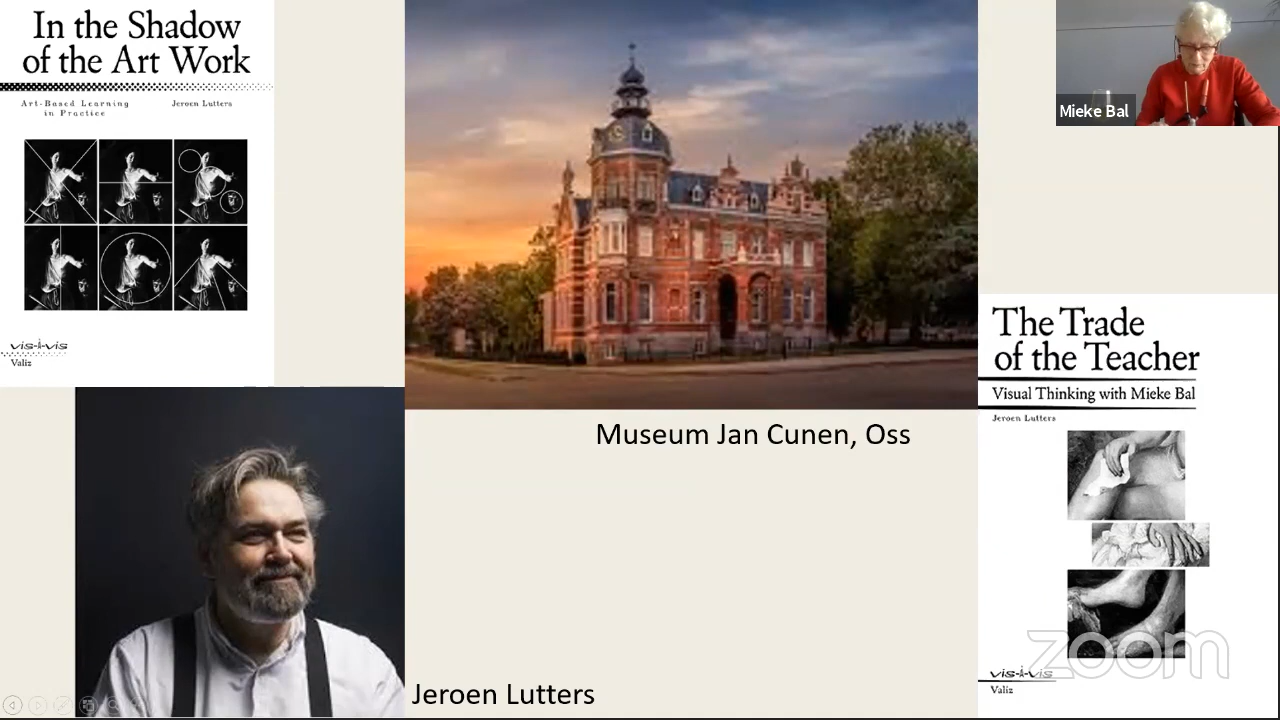 In the Shadow
of the Art Work
Art-Based Learning
in Practice
Jeroen Lutters
vis-à-vis
Valiz
Mieke Bal
Museum Jan Cunen, Oss
The Trade
of the Teacher
Visual Thinking with Mieke Bal
Jeroen Lutters
zoom
vis-à-vis
Valiz
Jeroen Lutters